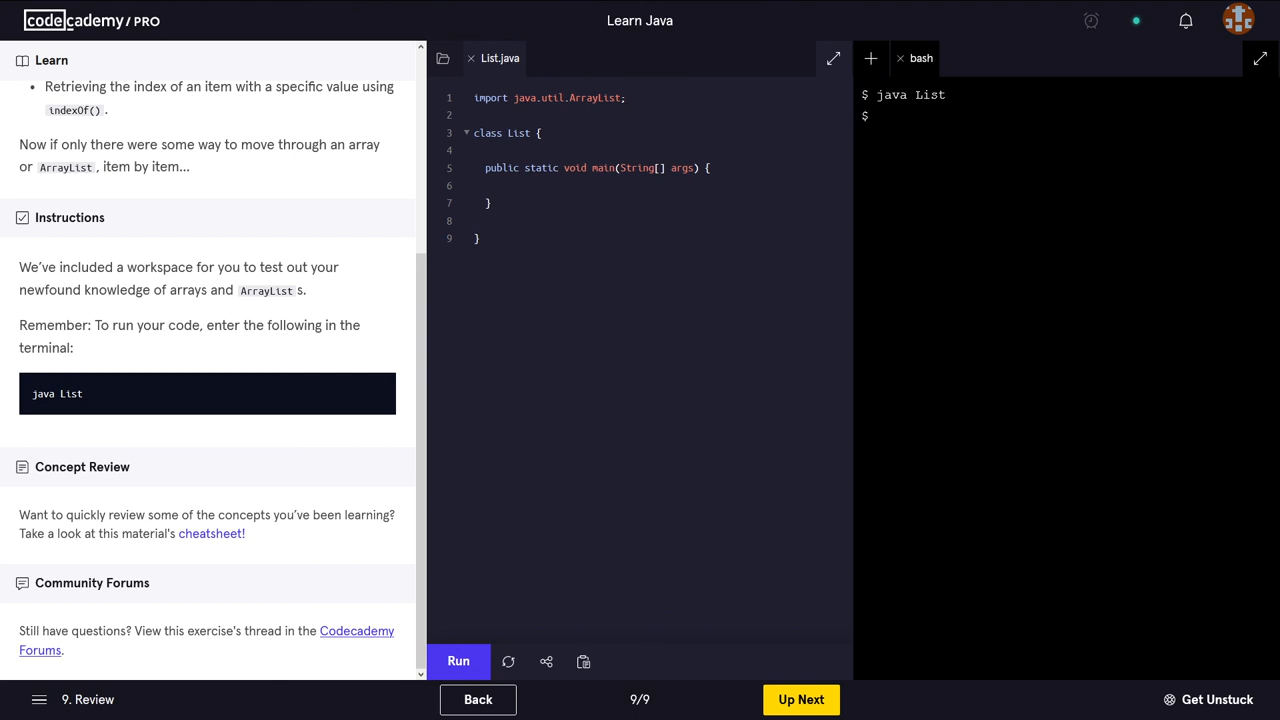 codecademy / PRO
Learn Java
Learn
• Retrieving the index of an item with a specific value using
indexOf() .
Now if only there were some way to move through an array
or ArrayList , item by item...
Instructions
We’ve included a workspace for you to test out your
newfound knowledge of arrays and ArrayList s.
Remember: To run your code, enter the following in the
terminal:
java List
Concept Review
Want to quickly review some of the concepts you’ve been learning?
Take a look at this material's cheatsheet!
Community Forums
Still have questions? View this exercise's thread in the Codecademy
Forums.
List.java
1 import java.util.ArrayList;
2
3 class List {
4
5 public static void main(String[] args) {
6
7 }
8
9 }
Run
bash
$ java List
$
9. Review
Back
9/9
Up Next
Get Unstuck